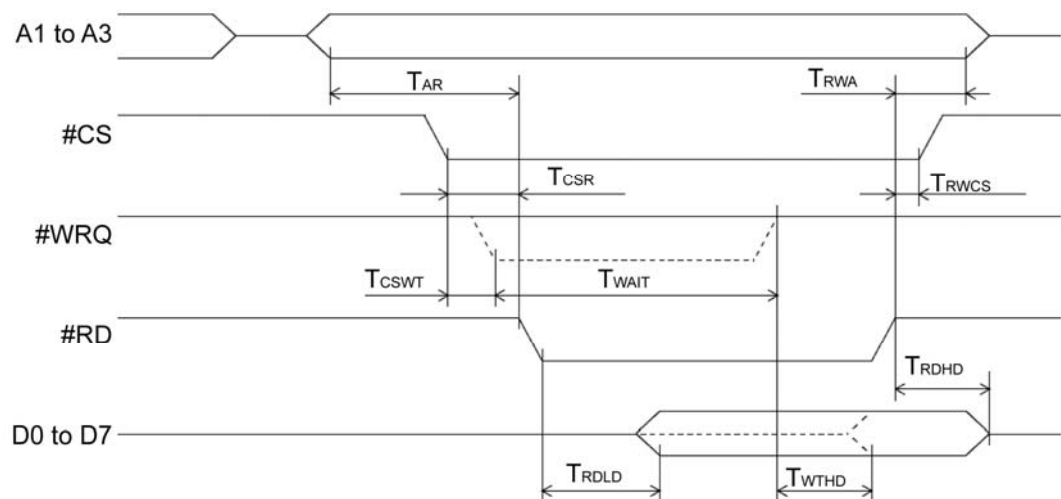 A1 to A3
TAR
TRWA
#CS
TCSR
TRWCS
#WRQ
TCSWT
TWAIT
#RD
TRDHD
D0 to D7
TRDLD
TWTHD